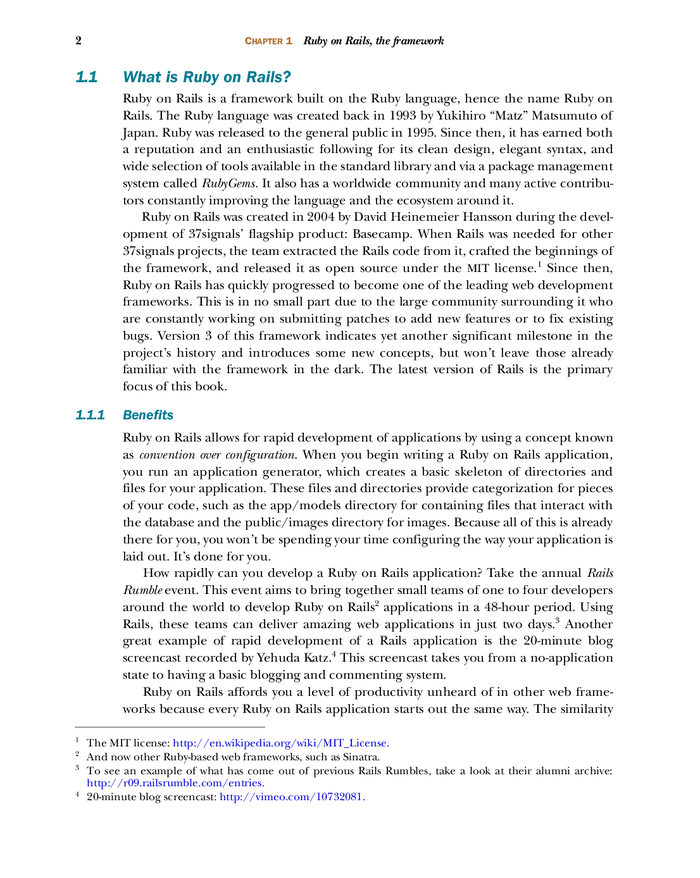 2 CHAPTER 1 Ruby on Rails, the framework
1.1 What is Ruby on Rails?
Ruby on Rails is a framework built on the Ruby language, hence the name Ruby on
Rails. The Ruby language was created back in 1993 by Yukihiro “Matz” Matsumuto of
Japan. Ruby was released to the general public in 1995. Since then, it has earned both
a reputation and an enthusiastic following for its clean design, elegant syntax, and
wide selection of tools available in the standard library and via a package management
system called RubyGems. It also has a worldwide community and many active contribu-
tors constantly improving the language and the ecosystem around it.
Ruby on Rails was created in 2004 by David Heinemeier Hansson during the devel-
opment of 37signals’ flagship product: Basecamp. When Rails was needed for other
37signals projects, the team extracted the Rails code from it, crafted the beginnings of
the framework, and released it as open source under the MIT license.1 Since then,
Ruby on Rails has quickly progressed to become one of the leading web development
frameworks. This is in no small part due to the large community surrounding it who
are constantly working on submitting patches to add new features or to fix existing
bugs. Version 3 of this framework indicates yet another significant milestone in the
project’s history and introduces some new concepts, but won’t leave those already
familiar with the framework in the dark. The latest version of Rails is the primary
focus of this book.
1.1.1 Benefits
Ruby on Rails allows for rapid development of applications by using a concept known
as convention over configuration. When you begin writing a Ruby on Rails application,
you run an application generator, which creates a basic skeleton of directories and
files for your application. These files and directories provide categorization for pieces
of your code, such as the app/models directory for containing files that interact with
the database and the public/images directory for images. Because all of this is already
there for you, you won’t be spending your time configuring the way your application is
laid out. It’s done for you.
How rapidly can you develop a Ruby on Rails application? Take the annual Rails
Rumble event. This event aims to bring together small teams of one to four developers
around the world to develop Ruby on Rails2 applications in a 48-hour period. Using
Rails, these teams can deliver amazing web applications in just two days.3 Another
great example of rapid development of a Rails application is the 20-minute blog
screencast recorded by Yehuda Katz.4 This screencast takes you from a no-application
state to having a basic blogging and commenting system.
Ruby on Rails affords you a level of productivity unheard of in other web frame-
works because every Ruby on Rails application starts out the same way. The similarity
1 The MIT license: http://en.wikipedia.org/wiki/MIT_License.
2 And now other Ruby-based web frameworks, such as Sinatra.
3 To see an example of what has come out of previous Rails Rumbles, take a look at their alumni archive:
http://r09.railsrumble.com/entries.
4 20-minute blog screencast: http://vimeo.com/10732081.